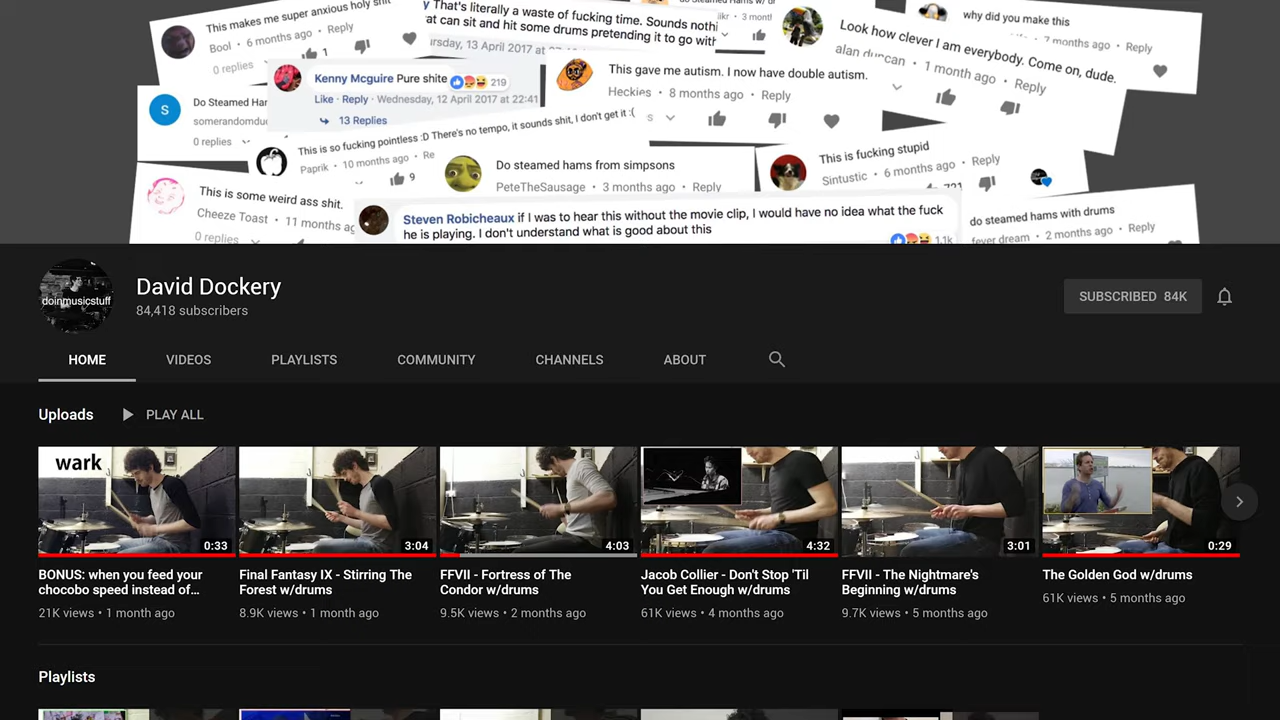 This makes me super anxious holy shit
Bool • 6 months ago • Reply
1
0 replies
That's literally a waste of fucking time. Sounds nothi
at can sit and hit some drums pretending it to go with
ursday, 13 April 2017 at
3 mont
Look how clever I am everybody. Come on, dude.
alan duncan • 1 month ago • Reply
why did you make this
7 months ago • Reply
Kenny Mcguire Pure shite
219
Like · Reply · Wednesday, 12 April 2017 at 22:41
13 Replies
This gave me autism. I now have double autism.
Heckies • 8 months ago • Reply
S
Do Steamed Har
somerandomdu
0 replies
This is so fucking pointless :D There's no tempo, it sounds shit, I don't get it :(
Paprik • 10 months ago • Re
9
Do steamed hams from simpsons
PeteTheSausage • 3 months ago • Reply
This is fucking stupid
Sintustic • 6 months ago • Reply
This is some weird ass shit.
Cheeze Toast • 11 months
0 replies
Steven Robicheaux if I was to hear this without the movie clip, I would have no idea what the fuck
he is playing. I don't understand what is good about this
1.1k
do steamed hams with drums
fever dream • 2 months ago • Reply
doinmusicstuff
David Dockery
84,418 subscribers
SUBSCRIBED 84K
HOME VIDEOS PLAYLISTS COMMUNITY CHANNELS ABOUT
Uploads PLAY ALL
wark
0:33 3:04 4:03 4:32 3:01 0:29
BONUS: when you feed your
chocobo speed instead of…
21K views • 1 month ago
Final Fantasy IX - Stirring The
Forest w/drums
8.9K views • 1 month ago
FFVII - Fortress of The
Condor w/drums
9.5K views • 2 months ago
Jacob Collier - Don't Stop 'Til
You Get Enough w/drums
61K views • 4 months ago
FFVII - The Nightmare's
Beginning w/drums
9.7K views • 5 months ago
The Golden God w/drums
61K views • 5 months ago
Playlists